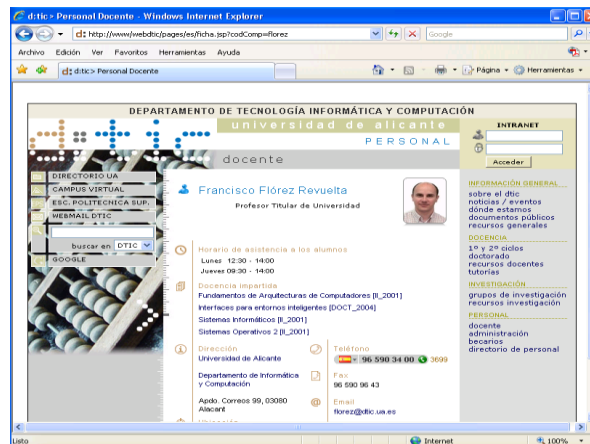 d:tic > Personal Docente - Windows Internet Explorer
http://www/webdtic/pages/es/ficha.jsp?codComp=florez
Google
Archivo Edición Ver Favoritos Herramientas Ayuda
d:tic > Personal Docente
Página Herramientas
DEPARTAMENTO DE TECNOLOGÍA INFORMÁTICA Y COMPUTACIÓN
d::tic
universidad de alicante
PERSONAL
docente
INTRANET
Acceder
DIRECTORIO UA
CAMPUS VIRTUAL
ESC. POLITECNICA SUP.
WEBMAIL DTIC
buscar en DTIC
GOOGLE
Francisco Flórez Revuelta
Profesor Titular de Universidad
Horario de asistencia a los alumnos
Lunes 12:30 - 14:00
Jueves 09:30 - 14:00
Docencia impartida
Fundamentos de Arquitecturas de Computadores [II_2001]
Interfaces para entornos inteligentes [DOCT_2004]
Sistemas Informáticos [II_2001]
Sistemas Operativos 2 [II_2001]
Dirección
Universidad de Alicante
Departamento de Informática
y Computación
Apdo. Correos 99, 03080
Alacant
Ubicación
Teléfono
96 590 34 00 3699
Fax
96 590 96 43
Email
florez@dtic.ua.es
INFORMACIÓN GENERAL
sobre el dtic
noticias / eventos
dónde estamos
documentos públicos
recursos generales
DOCENCIA
1º y 2º ciclos
doctorado
recursos docentes
tutorías
INVESTIGACIÓN
grupos de investigación
recursos investigación
PERSONAL
docente
administración
becarios
directorio de personal
Listo
Internet
100%